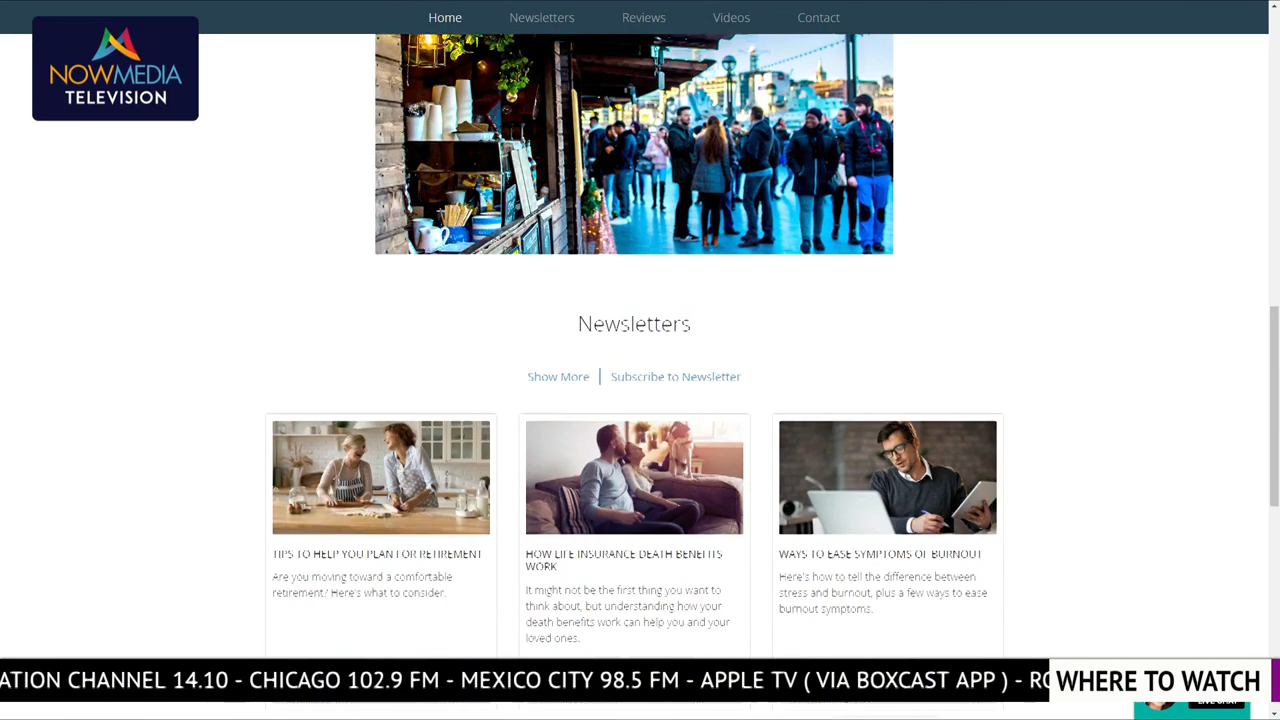 Home Newsletters Reviews Videos Contact
NOWMEDIA
TELEVISION
Newsletters
Show More Subscribe to Newsletter
TIPS TO HELP YOU PLAN FOR RETIREMENT
Are you moving toward a comfortable
retirement? Here's what to consider.
HOW LIFE INSURANCE DEATH BENEFITS
WORK
It might not be the first thing you want to
think about, but understanding how your
death benefits work can help you and your
loved ones.
WAYS TO EASE SYMPTOMS OF BURNOUT
Here's how to tell the difference between
stress and burnout, plus a few ways to ease
burnout symptoms.
ATION CHANNEL 14.10 - CHICAGO 102.9 FM - MEXICO CITY 98.5 FM - APPLE TV ( VIA BOXCAST APP ) - RO
WHERE TO WATCH
LIVE CHAT